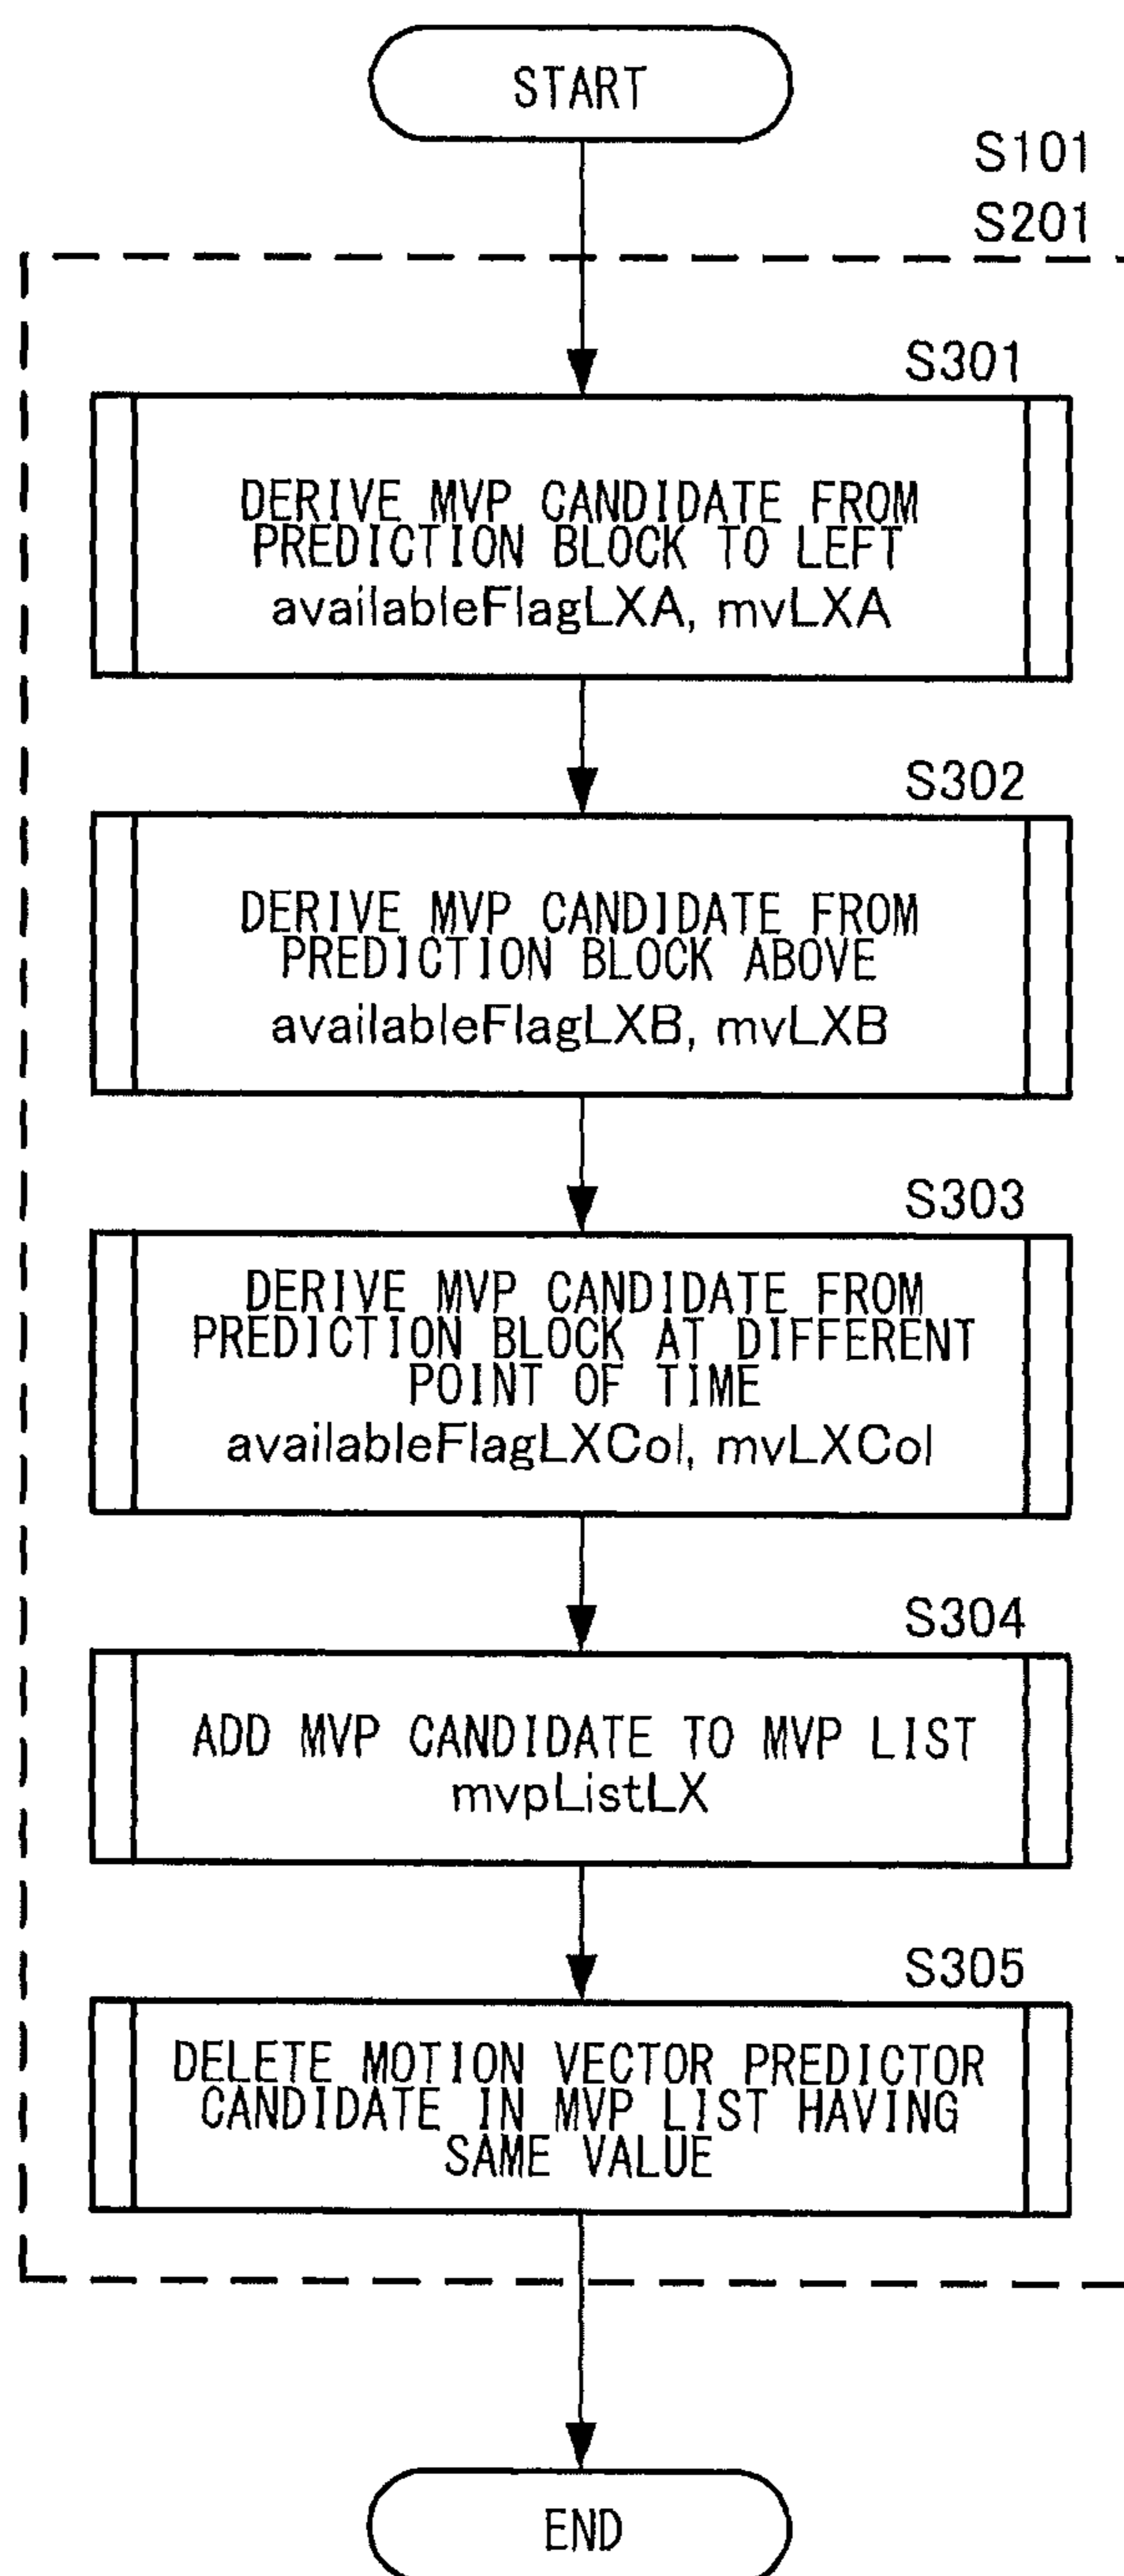 START
S101
S201
S301
DERIVE MVP CANDIDATE FROM
PREDICTION BLOCK TO LEFT
availableFlagLXA, mvLXA
S302
DERIVE MVP CANDIDATE FROM
PREDICTION BLOCK ABOVE
availableFlagLXB, mvLXB
S303
DERIVE MVP CANDIDATE FROM
PREDICTION BLOCK AT DIFFERENT
POINT OF TIME
availableFlagLXCol, mvLXCol
S304
ADD MVP CANDIDATE TO MVP LIST
mvpListLX
S305
DELETE MOTION VECTOR PREDICTOR
CANDIDATE IN MVP LIST HAVING
SAME VALUE
END